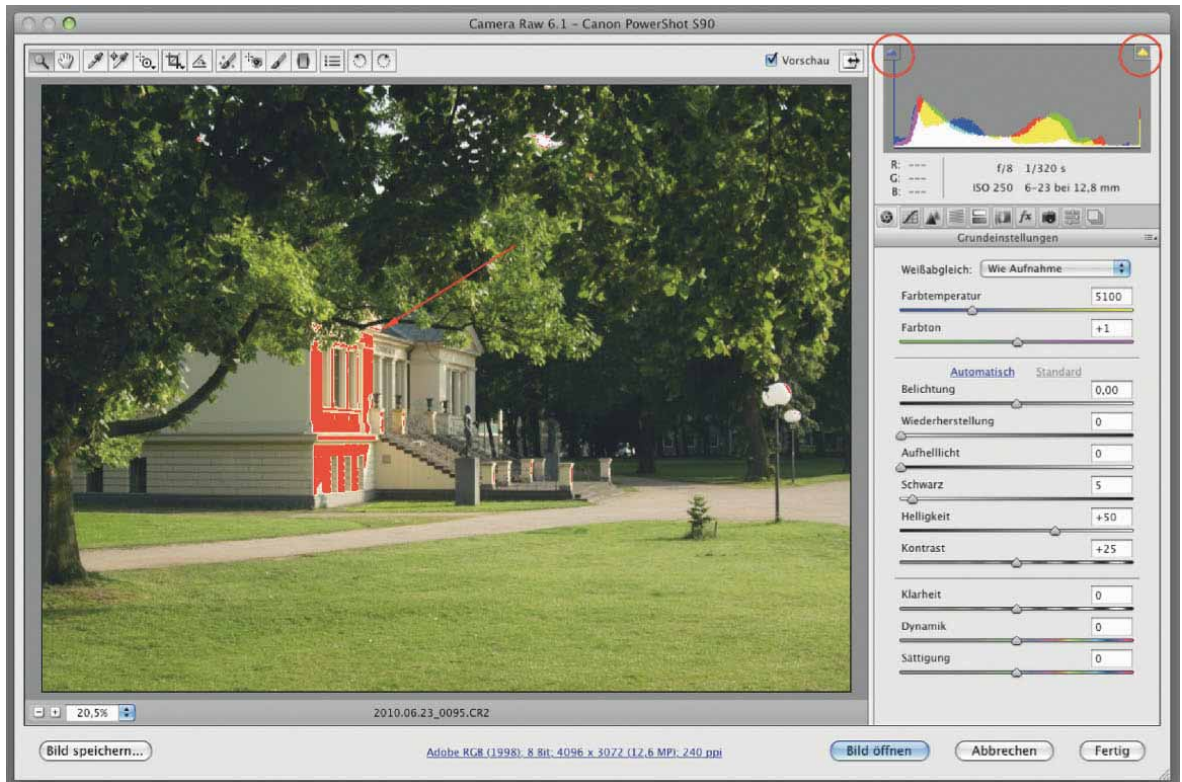 Camera Raw 6.1 – Canon PowerShot S90
Vorschau
R: ---
G: ---
B: ---
f/8 1/320 s
ISO 250 6–23 bei 12,8 mm
fx
Grundeinstellungen
Weißabgleich: Wie Aufnahme
Farbtemperatur 5100
Farbton +1
Automatisch Standard
Belichtung 0,00
Wiederherstellung 0
Aufhelllicht 0
Schwarz 5
Helligkeit +50
Kontrast +25
Klarheit 0
Dynamik 0
Sättigung 0
20,5% 2010.06.23_0095.CR2
Bild speichern... Adobe RGB (1998); 8 Bit; 4096 x 3072 (12,6 MP); 240 ppi Bild öffnen Abbrechen Fertig